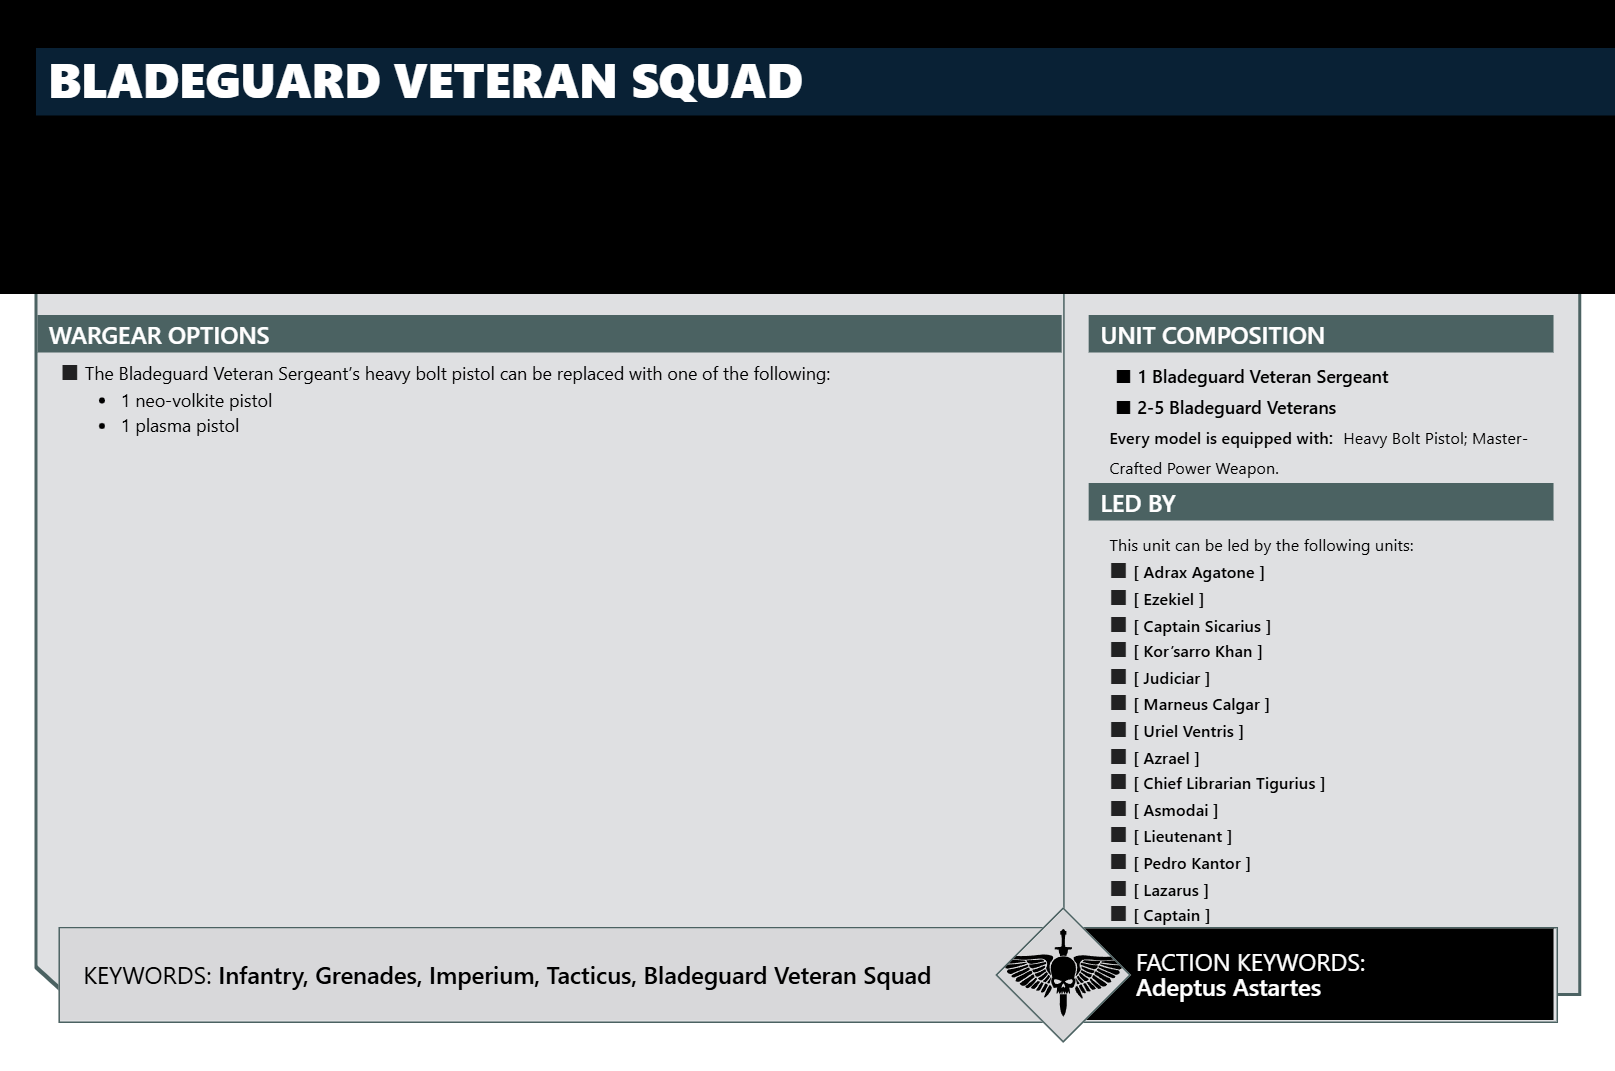 BLADEGUARD VETERAN SQUAD
WARGEAR OPTIONS
■ The Bladeguard Veteran Sergeant’s heavy bolt pistol can be replaced with one of the following:
• 1 neo-volkite pistol
• 1 plasma pistol
UNIT COMPOSITION
■ 1 Bladeguard Veteran Sergeant
■ 2-5 Bladeguard Veterans
Every model is equipped with: Heavy Bolt Pistol; Master-
Crafted Power Weapon.
LED BY
This unit can be led by the following units:
■ [ Adrax Agatone ]
■ [ Ezekiel ]
■ [ Captain Sicarius ]
■ [ Kor’sarro Khan ]
■ [ Judiciar ]
■ [ Marneus Calgar ]
■ [ Uriel Ventris ]
■ [ Azrael ]
■ [ Chief Librarian Tigurius ]
■ [ Asmodai ]
■ [ Lieutenant ]
■ [ Pedro Kantor ]
■ [ Lazarus ]
■ [ Captain ]
KEYWORDS: Infantry, Grenades, Imperium, Tacticus, Bladeguard Veteran Squad
FACTION KEYWORDS:
Adeptus Astartes